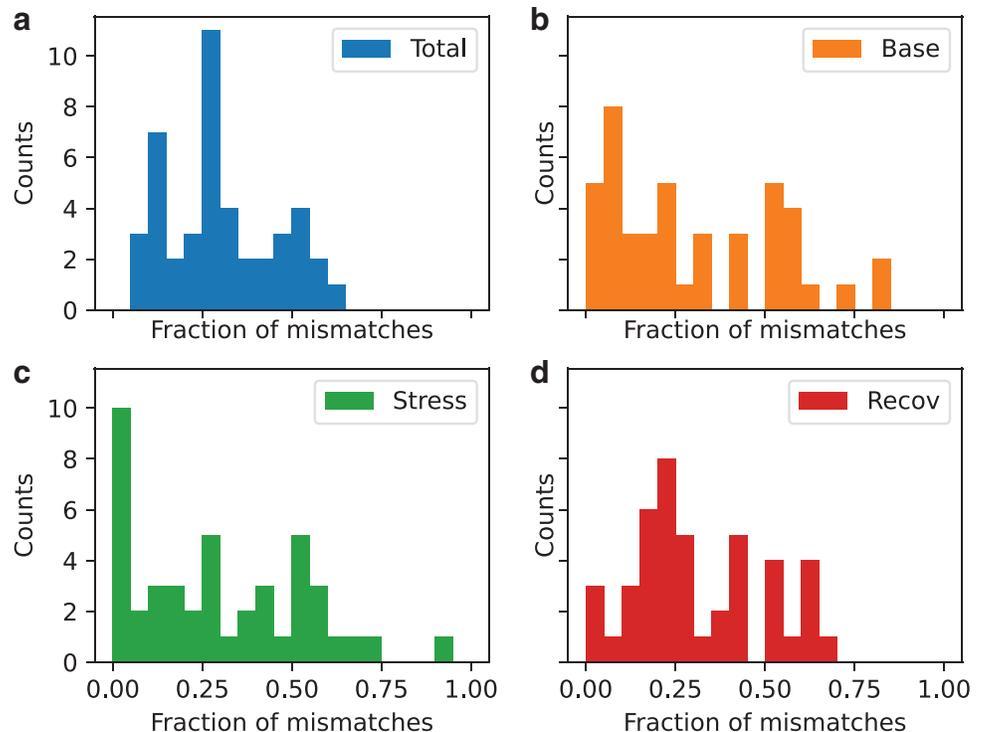 a
Total
10
8
6
4
2
0
Counts
Fraction of mismatches
b
Base
Counts
Fraction of mismatches
c
Stress
10
8
6
4
2
0
Counts
0.00 0.25 0.50 0.75 1.00
Fraction of mismatches
d
Recov
Counts
0.00 0.25 0.50 0.75 1.00
Fraction of mismatches